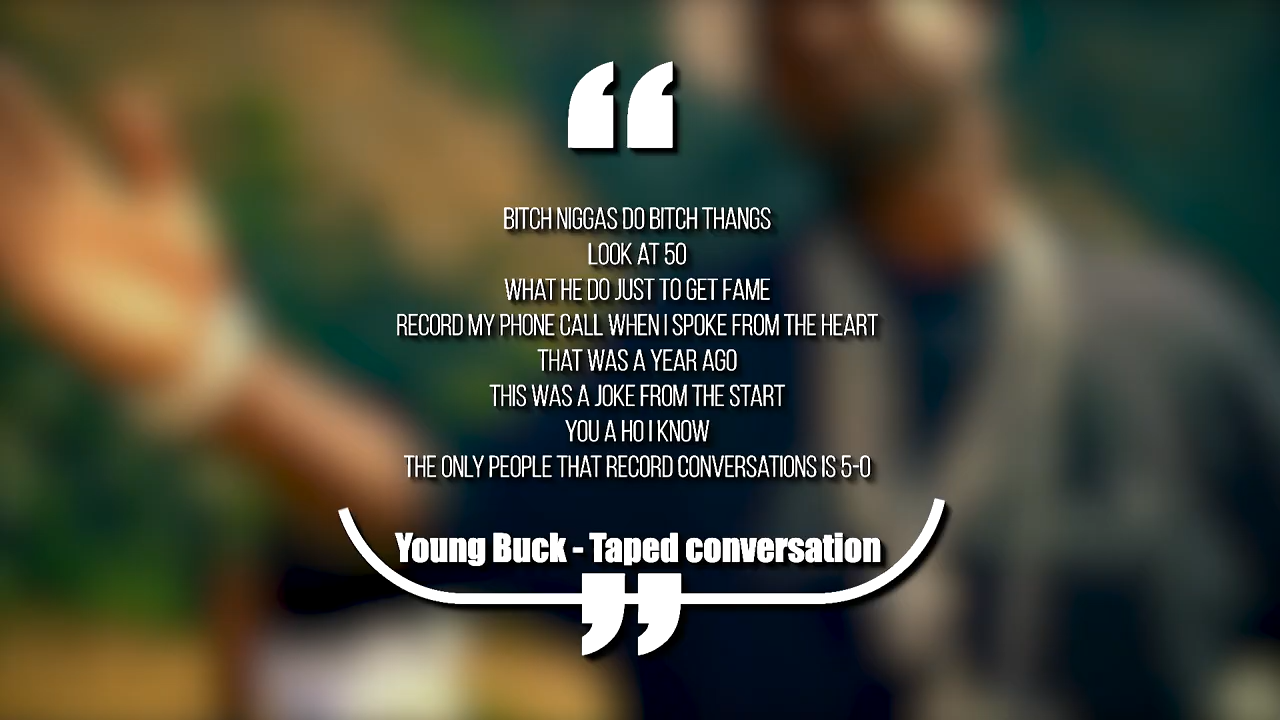 BITCH NIGGAS DO BITCH THANGS
LOOK AT 50
WHAT HE DO JUST TO GET FAME
RECORD MY PHONE CALL WHEN I SPOKE FROM THE HEART
THAT WAS A YEAR AGO
THIS WAS A JOKE FROM THE START
YOU A HO I KNOW
THE ONLY PEOPLE THAT RECORD CONVERSATIONS IS 5-0
Young Buck - Taped conversation